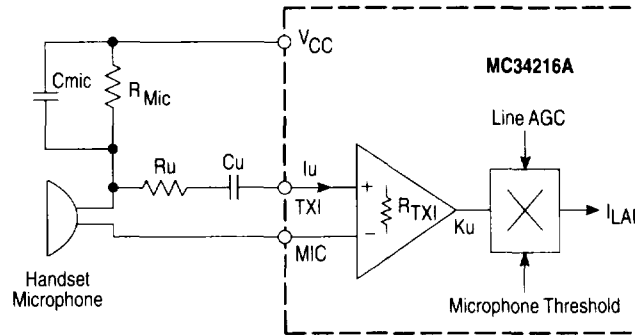 VCC
MC34216A
Cmic
RMic
Line AGC
Ru
Cu
Iu
TXI
+
RTXI
−
Ku
ILAI
MIC
Handset
Microphone
Microphone Threshold